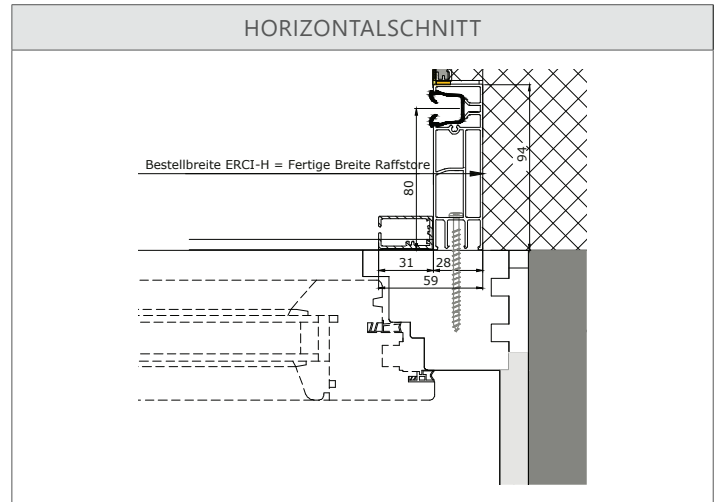 HORIZONTALSCHNITT
Bestellbreite ERCI-H = Fertige Breite Raffstore
80
94
31
28
59